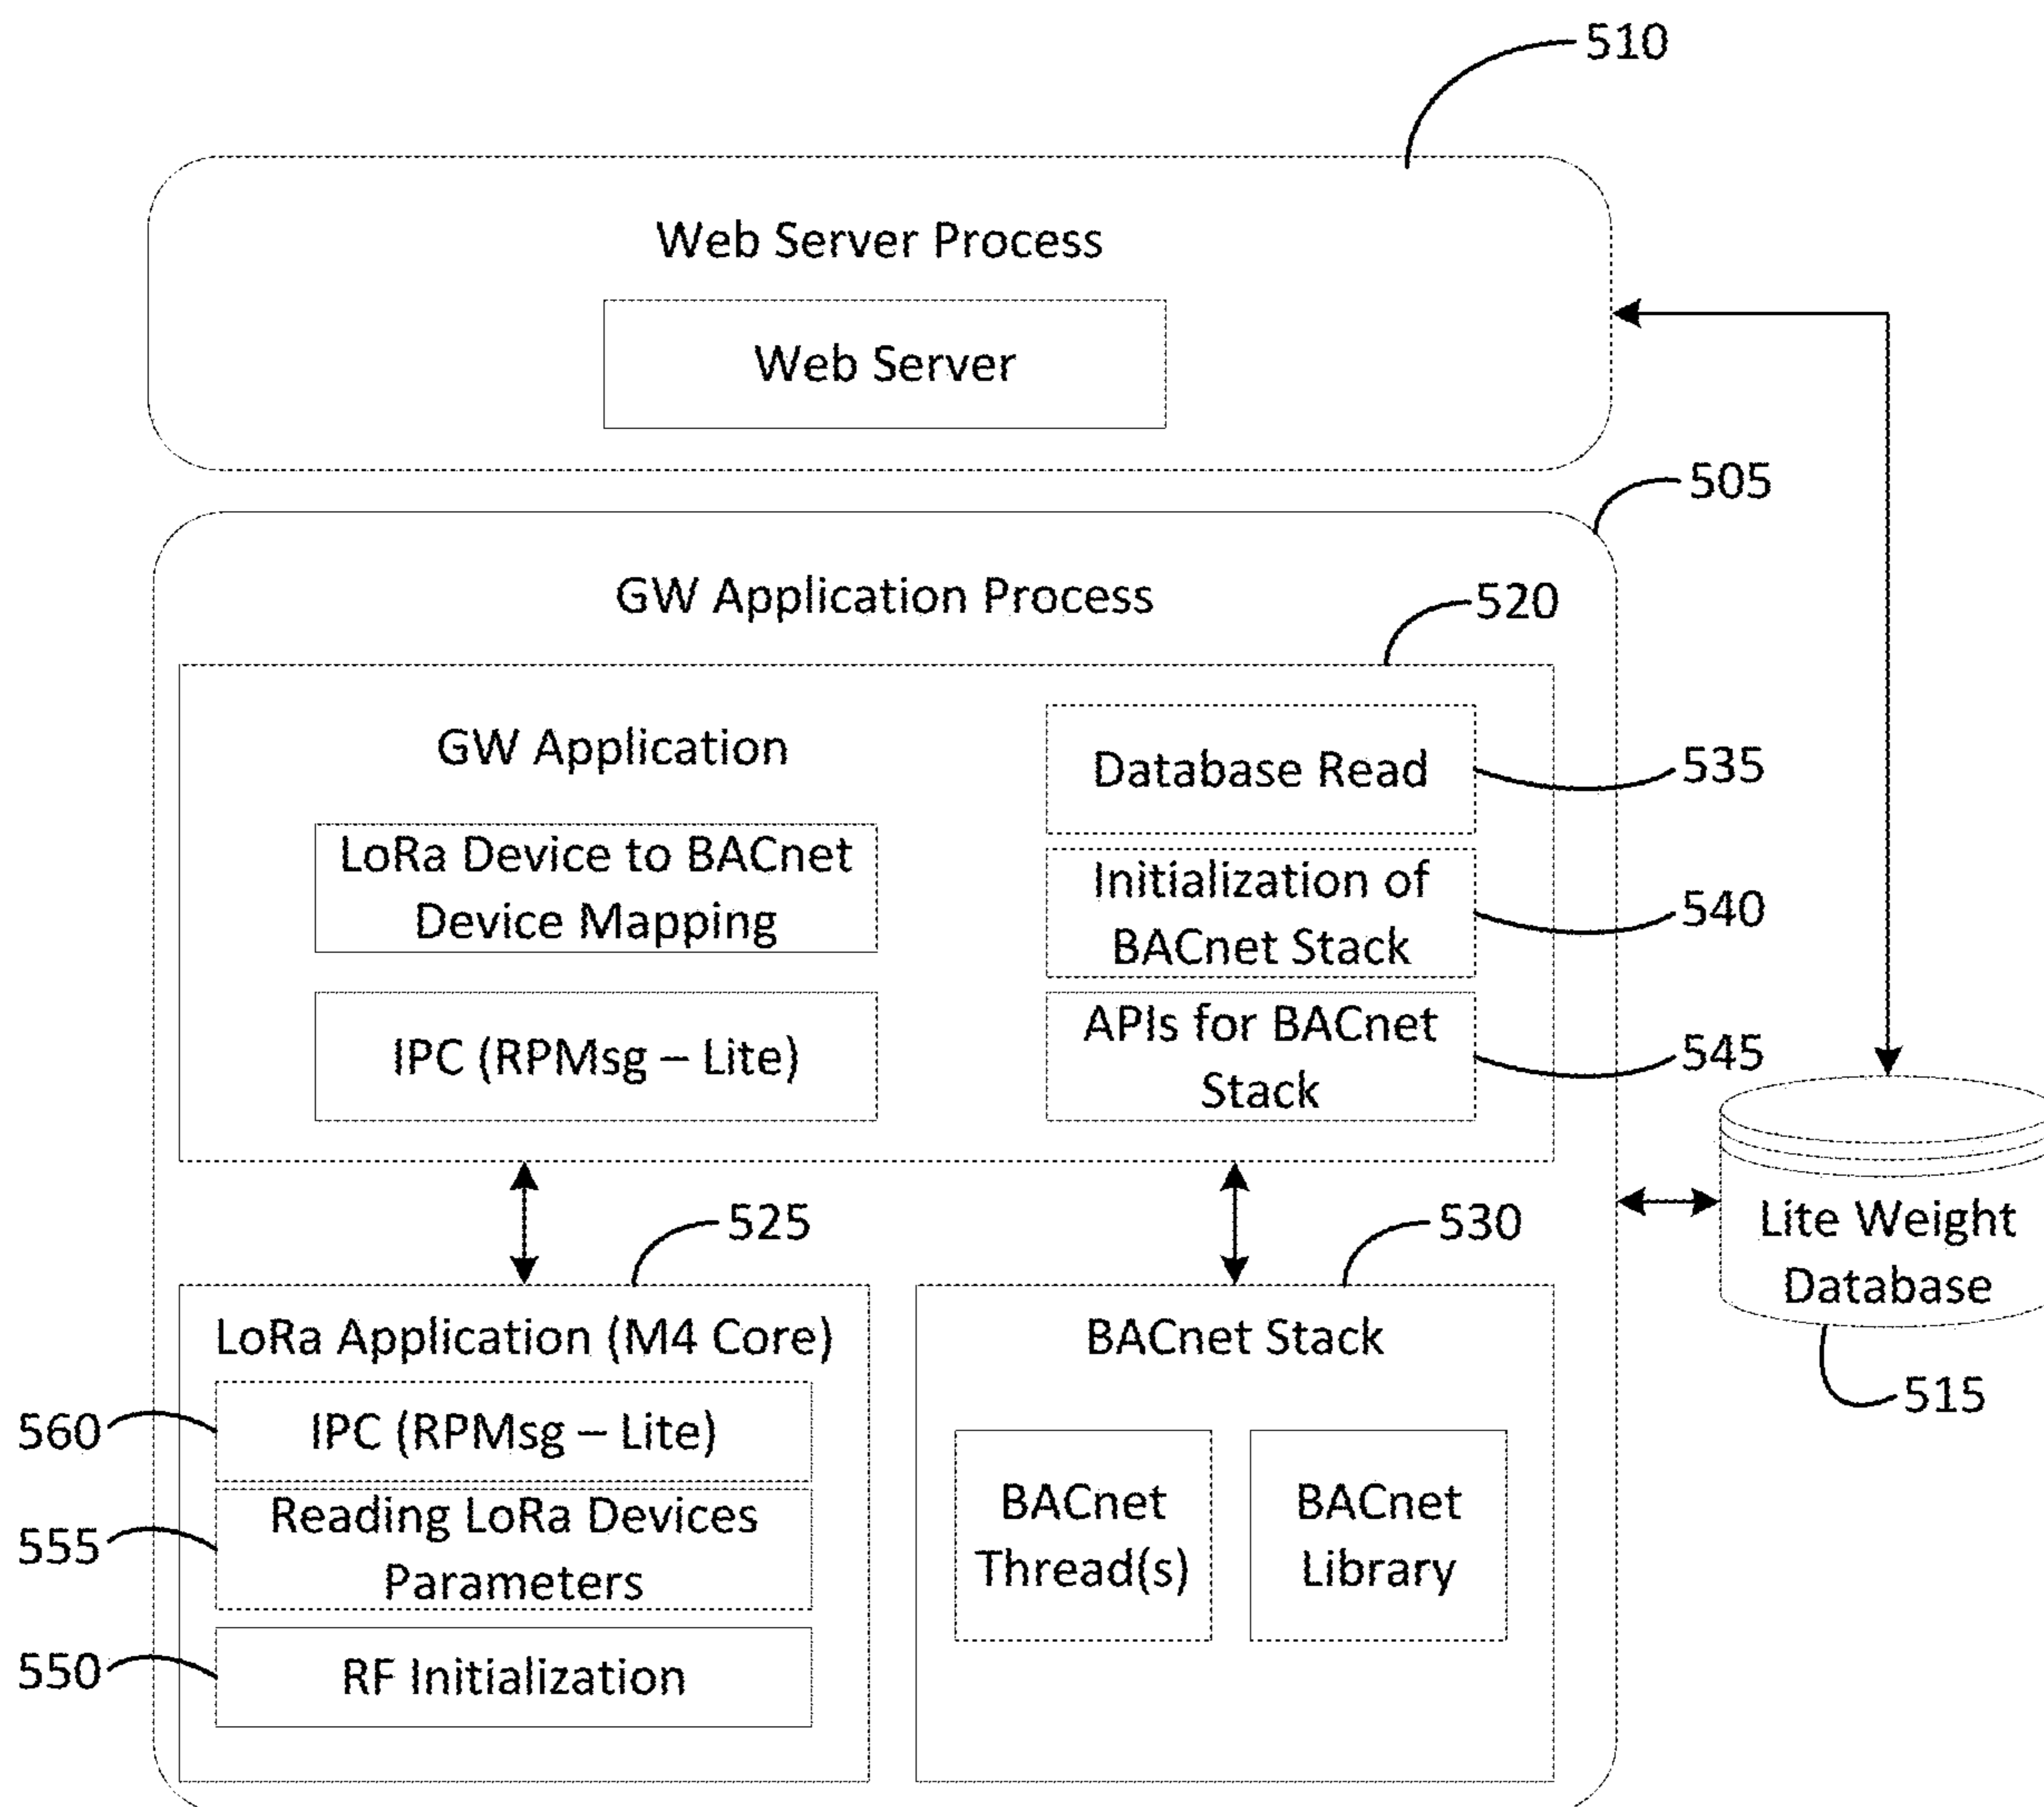 510
Web Server Process
Web Server
505
GW Application Process
520
GW Application
LoRa Device to BACnet
Device Mapping
IPC (RPMsg – Lite)
Database Read
535
Initialization of
BACnet Stack
540
APIs for BACnet
Stack
545
Lite Weight
Database
515
525
LoRa Application (M4 Core)
560
IPC (RPMsg – Lite)
555
Reading LoRa Devices
Parameters
550
RF Initialization
530
BACnet Stack
BACnet
Thread(s)
BACnet
Library